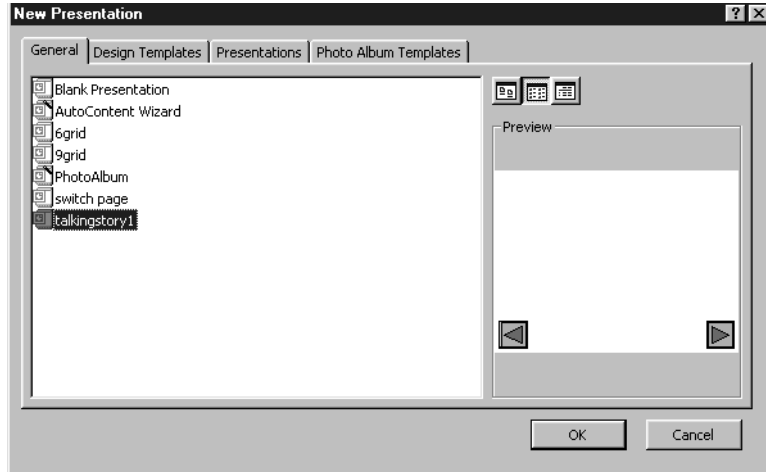 New Presentation
General Design Templates Presentations Photo Album Templates
Blank Presentation
AutoContent Wizard
6grid
9grid
PhotoAlbum
switch page
talkingstory1
Preview
OK Cancel